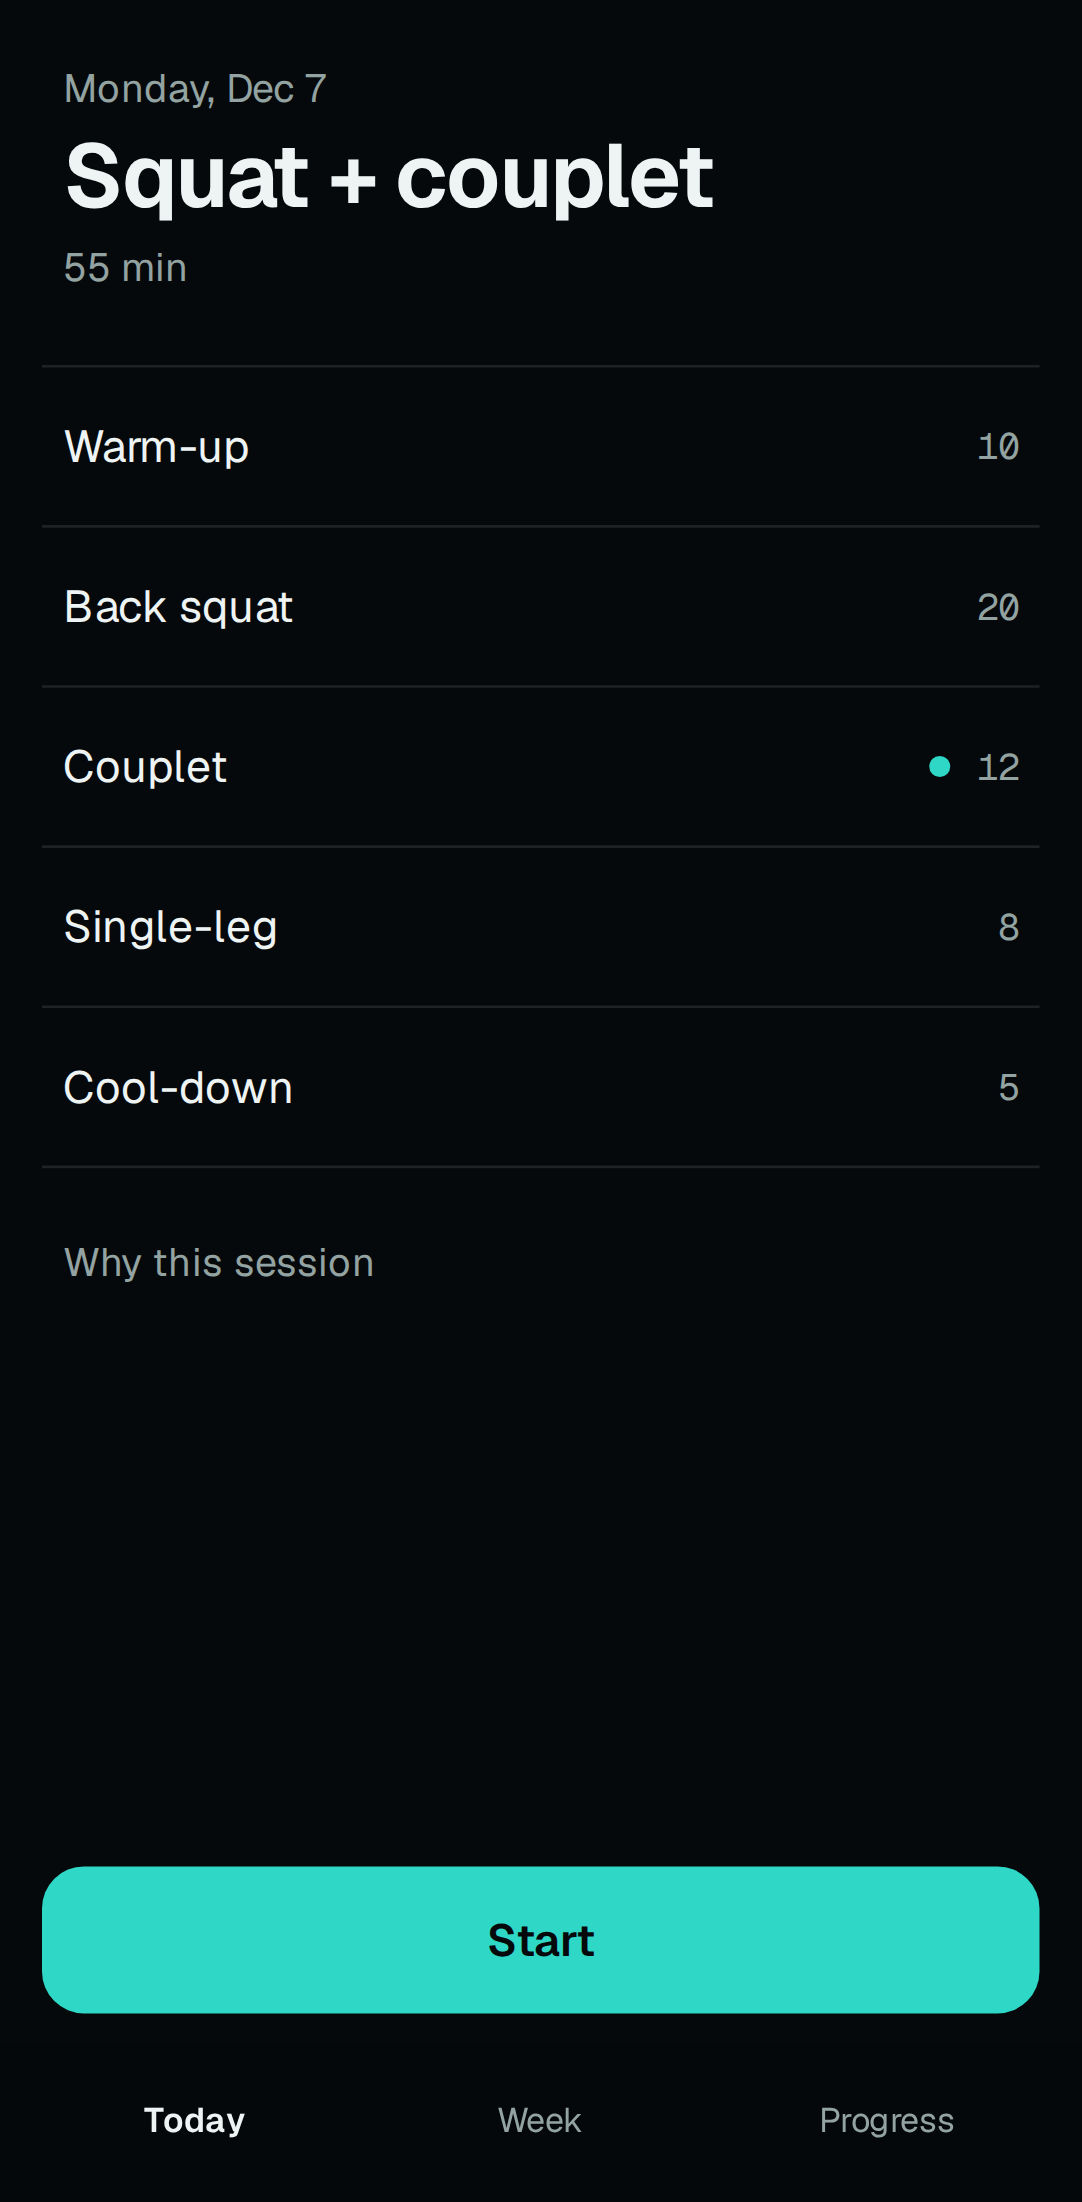 Monday, Dec 7
Squat + couplet
55 min
Warm-up 10
Back squat 20
Couplet 12
Single-leg 8
Cool-down 5
Why this session
Start
Today Week Progress